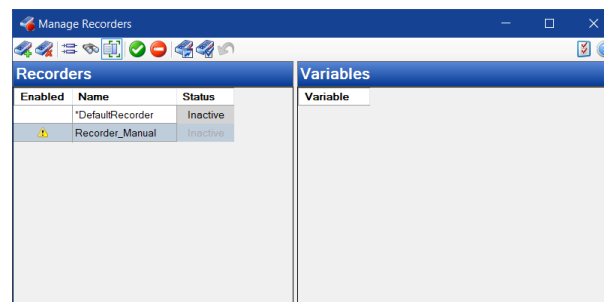 Manage Recorders
Recorders
Variables
Enabled Name Status
Variable
*DefaultRecorder Inactive
Recorder_Manual Inactive